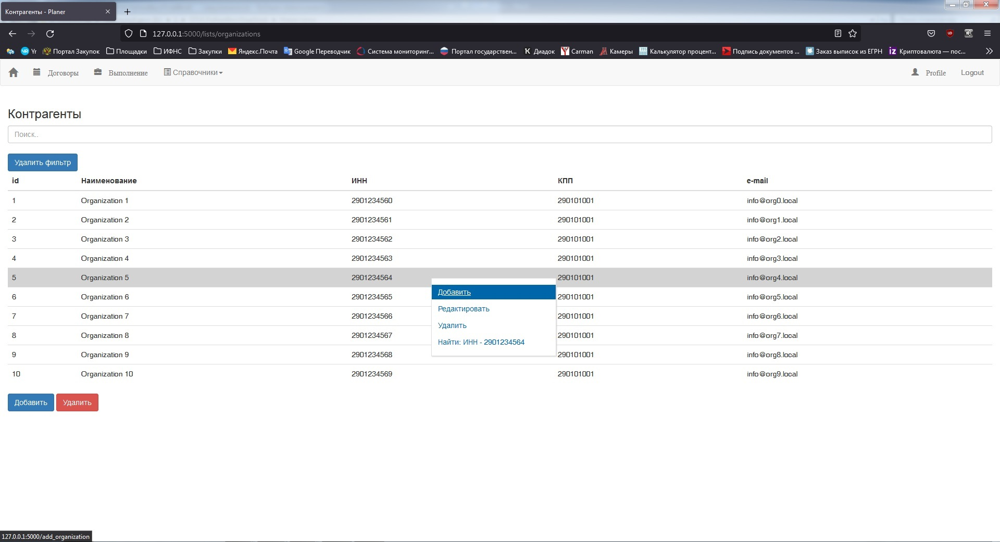 Контрагенты - Planer
127.0.0.1:5000/lists/organizations
Yr Портал Закупок Площадки ИФНС Закупки Яндекс.Почта Google Переводчик Система мониторинг... Портал государствен... Диадок Carman Камеры Калькулятор процент... Подпись документов ... Заказ выписок из ЕГРН Криптовалюта — пос...
Договоры Выполнение Справочники Profile Logout
Контрагенты
Поиск..
Удалить фильтр
id Наименование ИНН КПП e-mail
1 Organization 1 2901234560 290101001 info@org0.local
2 Organization 2 2901234561 290101001 info@org1.local
3 Organization 3 2901234562 290101001 info@org2.local
4 Organization 4 2901234563 290101001 info@org3.local
5 Organization 5 2901234564 290101001 info@org4.local
6 Organization 6 2901234565 290101001 info@org5.local
7 Organization 7 2901234566 290101001 info@org6.local
8 Organization 8 2901234567 290101001 info@org7.local
9 Organization 9 2901234568 290101001 info@org8.local
10 Organization 10 2901234569 290101001 info@org9.local
Добавить
Редактировать
Удалить
Найти: ИНН - 2901234564
Добавить Удалить
127.0.0.1:5000/add_organization